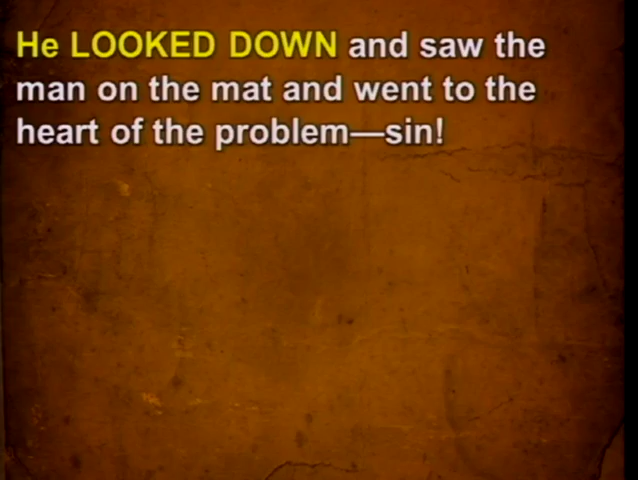 He LOOKED DOWN and saw the
man on the mat and went to the
heart of the problem—sin!